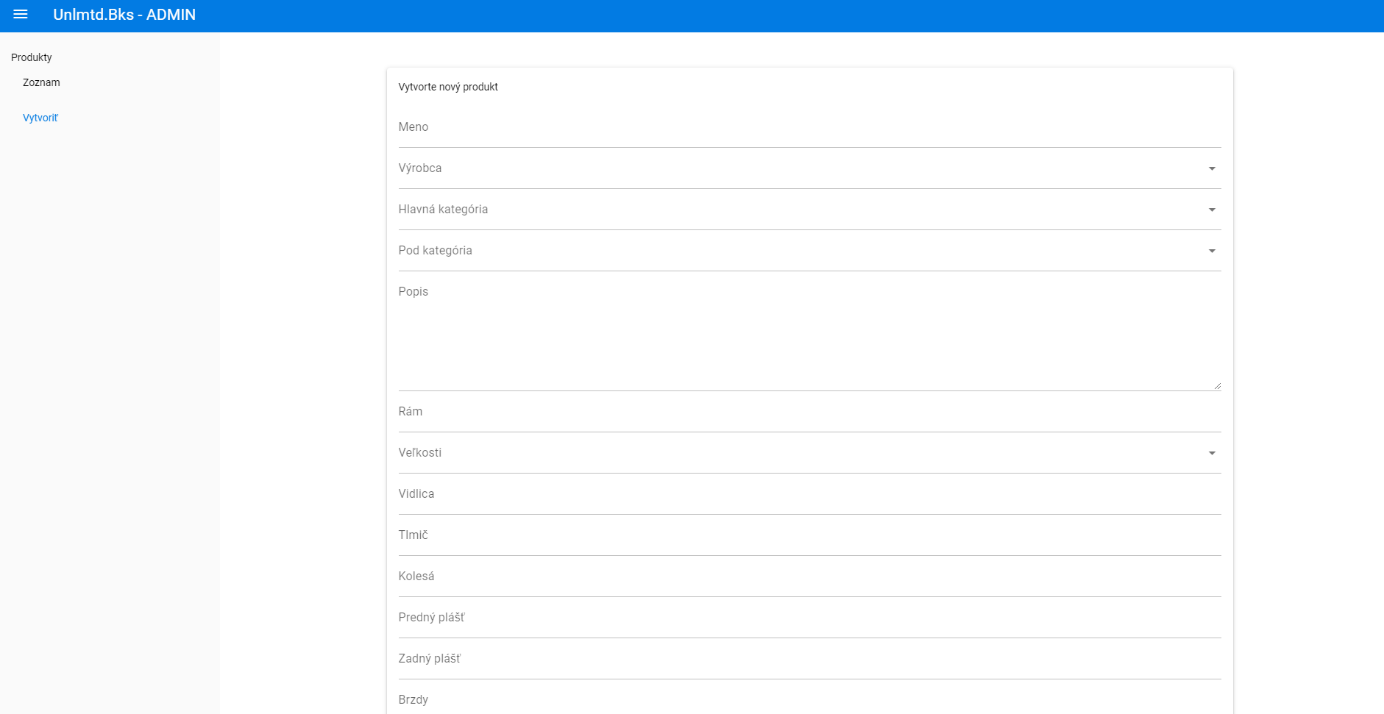 Unlmtd.Bks - ADMIN
Produkty
Zoznam
Vytvoriť
Vytvorte nový produkt
Meno
Výrobca
Hlavná kategória
Pod kategória
Popis
Rám
Veľkosti
Vidlica
Tlmič
Kolesá
Predný plášť
Zadný plášť
Brzdy